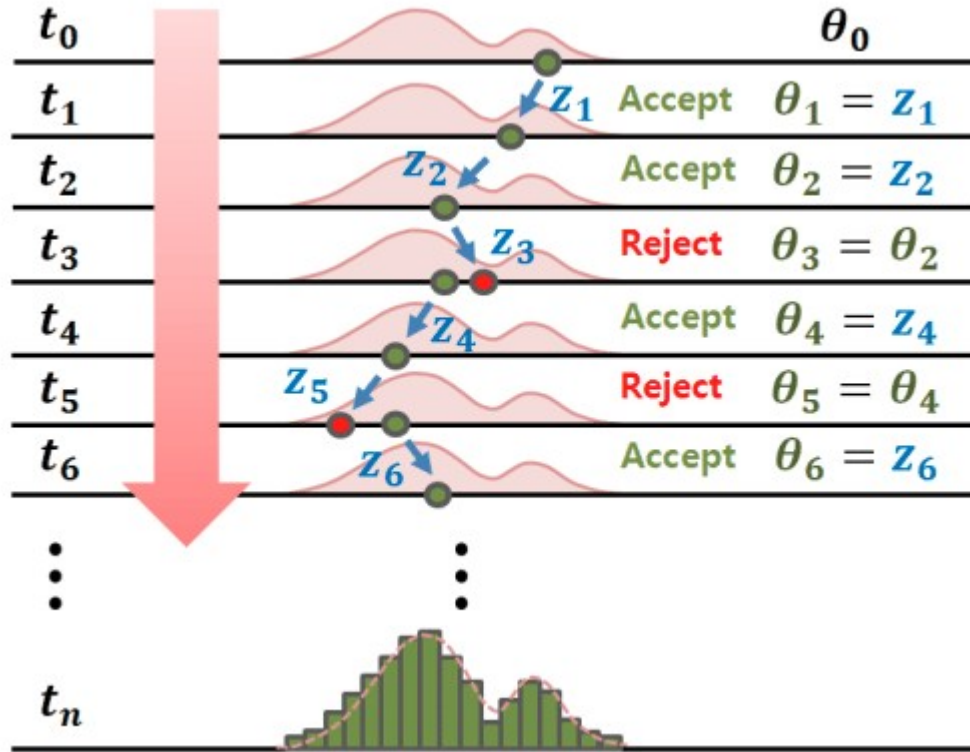 t₀ θ₀
t₁ z₁ Accept θ₁ = z₁
t₂ z₂ Accept θ₂ = z₂
t₃ z₃ Reject θ₃ = θ₂
t₄ z₄ Accept θ₄ = z₄
t₅ z₅ Reject θ₅ = θ₄
t₆ z₆ Accept θ₆ = z₆
tₙ